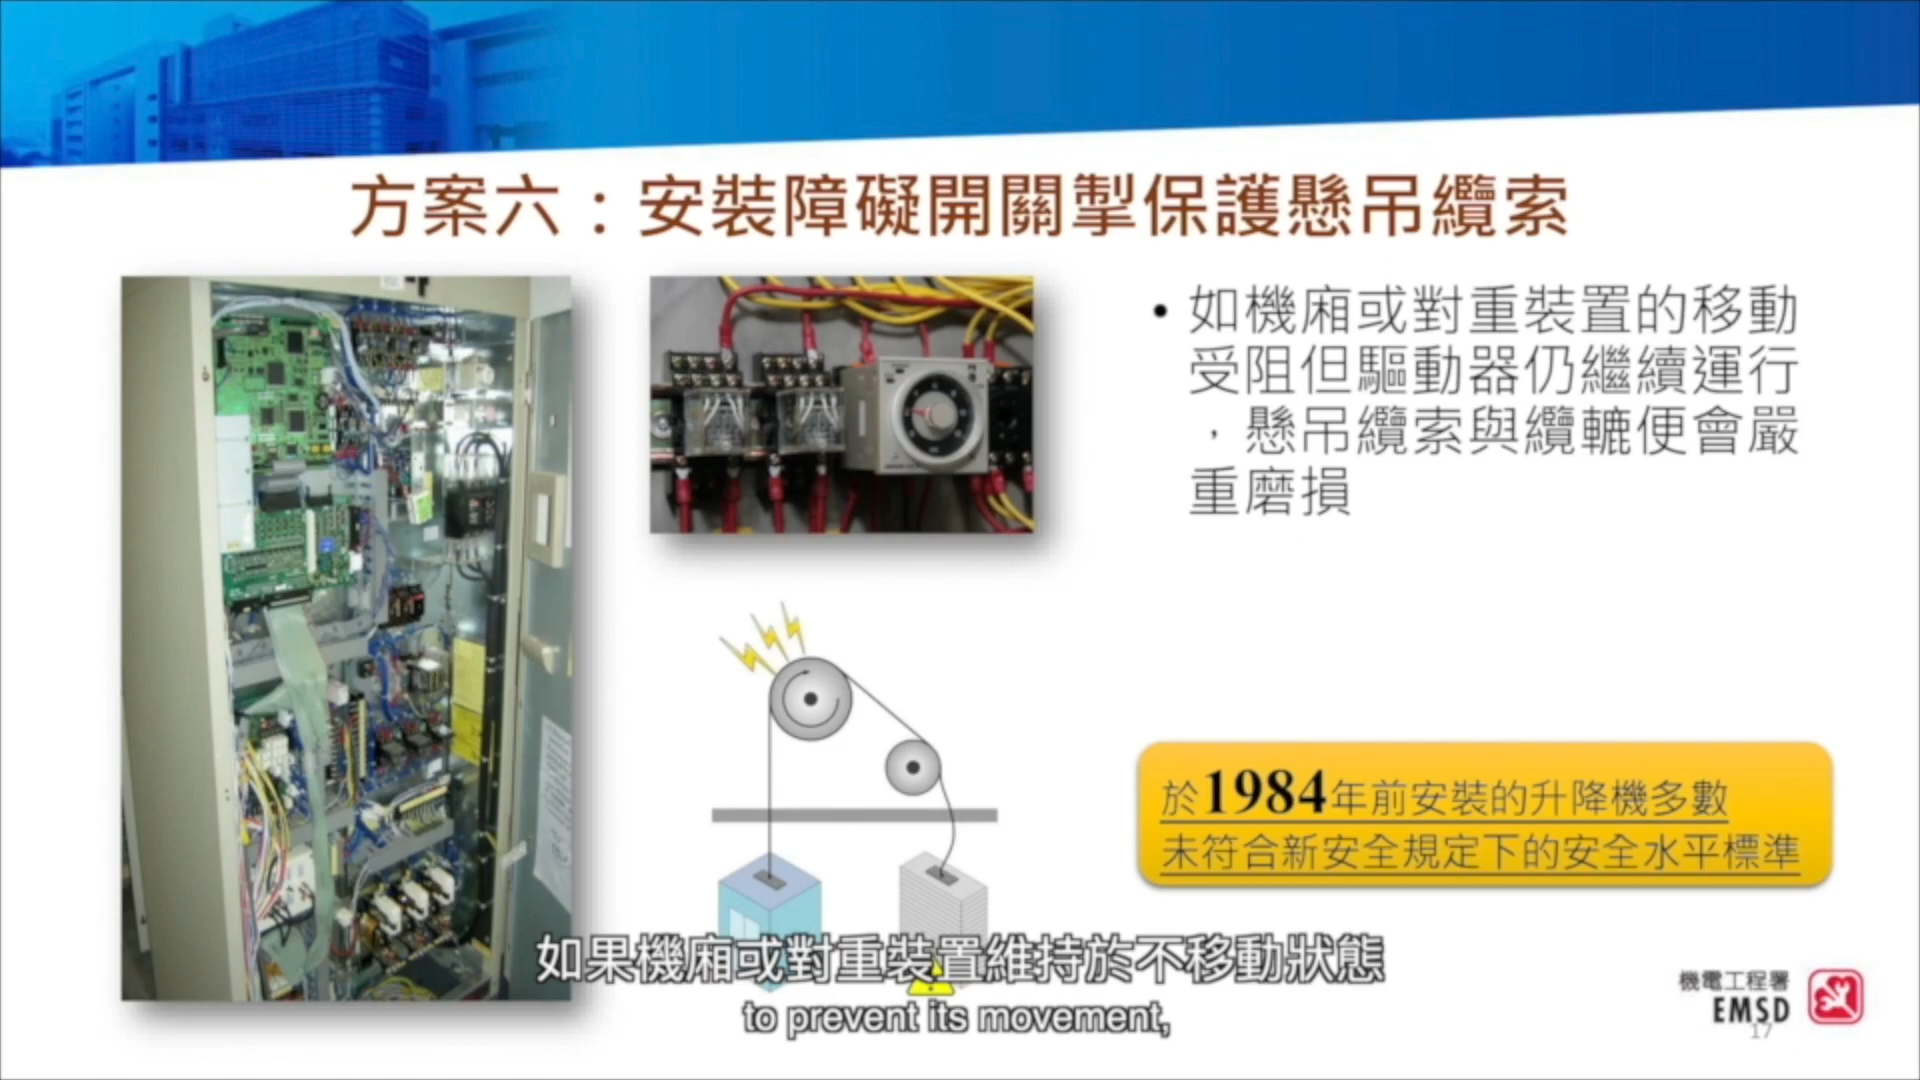 方案六：安裝障礙開關掣保護懸吊纜索
• 如機廂或對重裝置的移動
受阻但驅動器仍繼續運行
，懸吊纜索與纜轆便會嚴
重磨損
於1984年前安裝的升降機多數
未符合新安全規定下的安全水平標準
如果機廂或對重裝置維持於不移動狀態
to prevent its movement,
機電工程署
EMSD
17